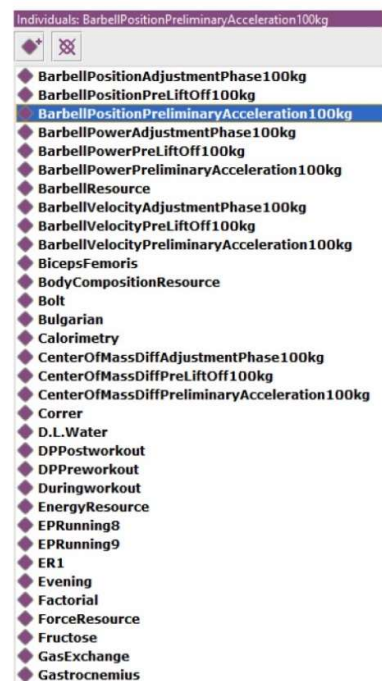 Individuals: BarbellPositionPreliminaryAcceleration100kg
BarbellPositionAdjustmentPhase100kg
BarbellPositionPreLiftOff100kg
BarbellPositionPreliminaryAcceleration100kg
BarbellPowerAdjustmentPhase100kg
BarbellPowerPreLiftOff100kg
BarbellPowerPreliminaryAcceleration100kg
BarbellResource
BarbellVelocityAdjustmentPhase100kg
BarbellVelocityPreLiftOff100kg
BarbellVelocityPreliminaryAcceleration100kg
BicepsFemoris
BodyCompositionResource
Bolt
Bulgarian
Calorimetry
CenterOfMassDiffAdjustmentPhase100kg
CenterOfMassDiffPreLiftOff100kg
CenterOfMassDiffPreliminaryAcceleration100kg
Correr
D.L.Water
DPPostworkout
DPPreworkout
Duringworkout
EnergyResource
EPRunning8
EPRunning9
ER1
Evening
Factorial
ForceResource
Fructose
GasExchange
Gastrocnemius